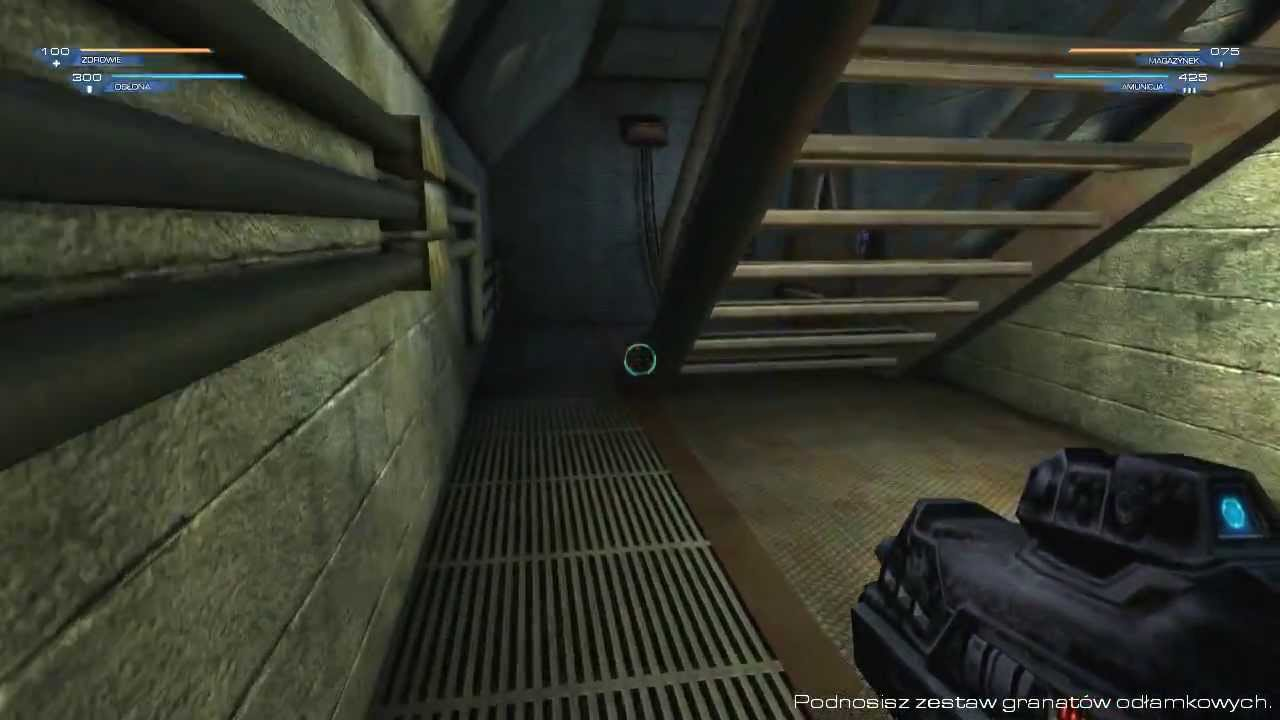 100
ZDROWIE
300
OSŁONA
075
MAGAZYNEK
425
AMUNICJA
Podnosisz zestaw granatów odłamkowych.